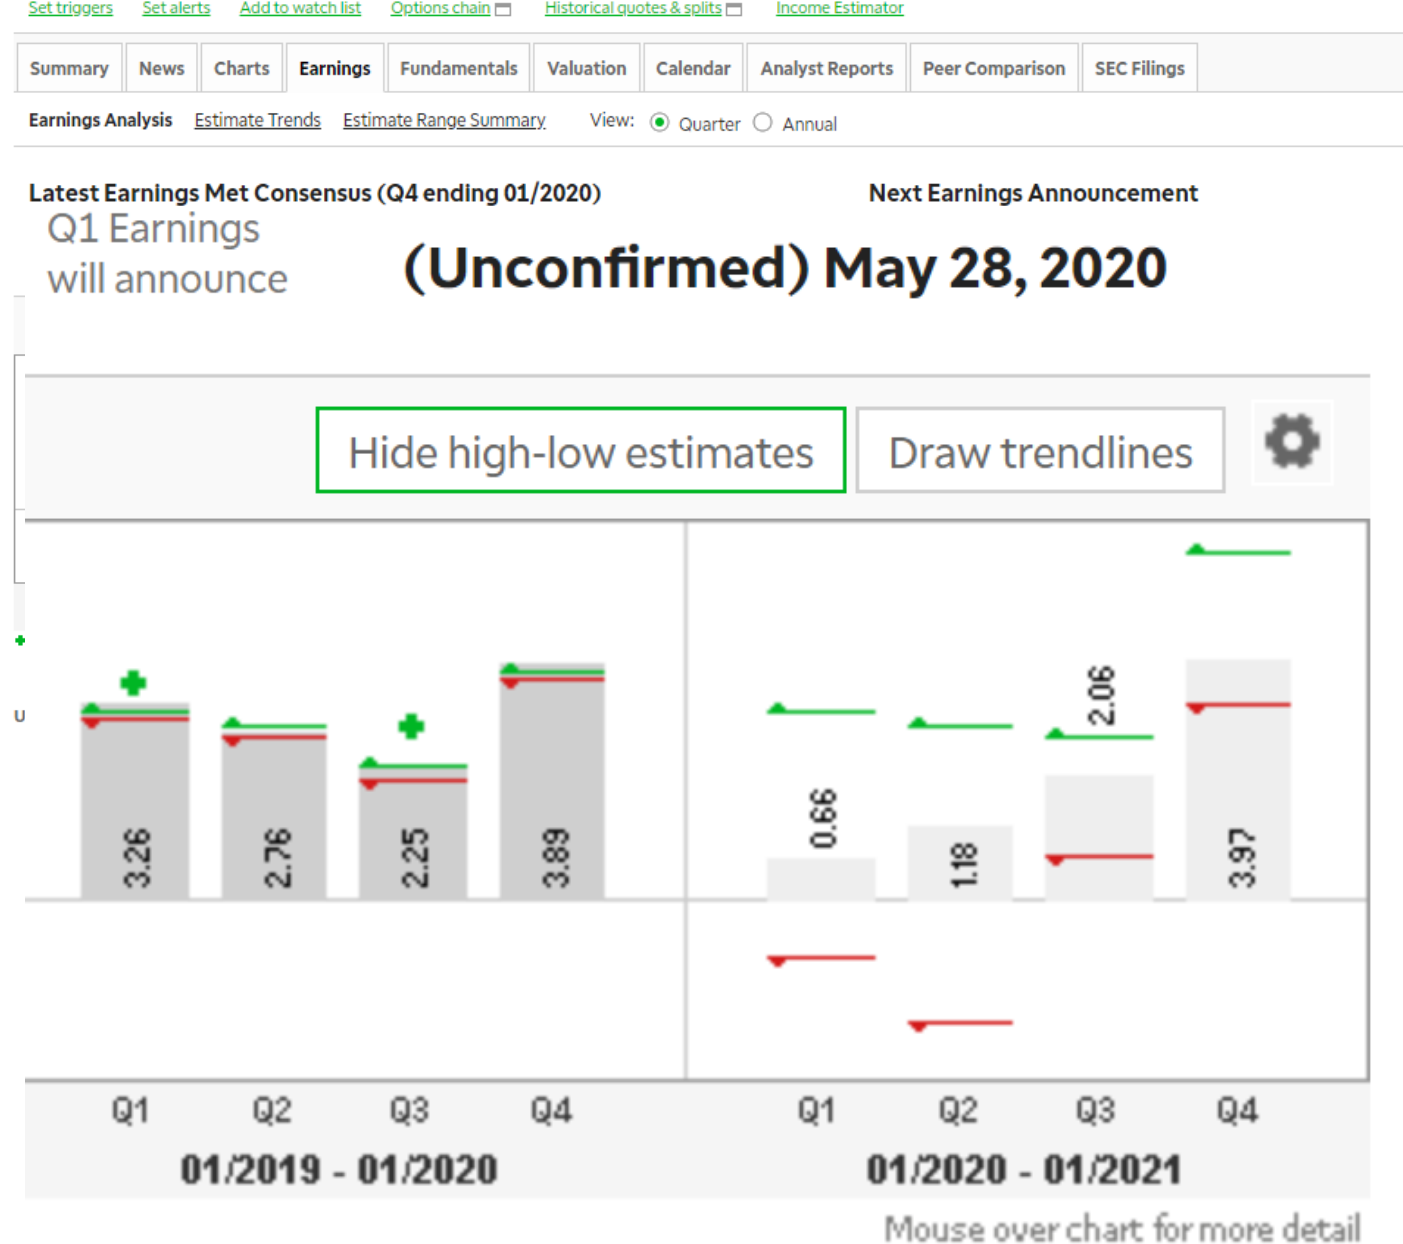 Set triggers Set alerts Add to watch list Options chain Historical quotes & splits Income Estimator
Summary News Charts Earnings Fundamentals Valuation Calendar Analyst Reports Peer Comparison SEC Filings
Earnings Analysis Estimate Trends Estimate Range Summary View: Quarter Annual
Latest Earnings Met Consensus (Q4 ending 01/2020) Next Earnings Announcement
Q1 Earnings
will announce
(Unconfirmed) May 28, 2020
Hide high-low estimates Draw trendlines
3.26 2.76 2.25 3.89 0.66 1.18 2.06 3.97
U
Q1 Q2 Q3 Q4 Q1 Q2 Q3 Q4
01/2019 - 01/2020 01/2020 - 01/2021
Mouse over chart for more detail